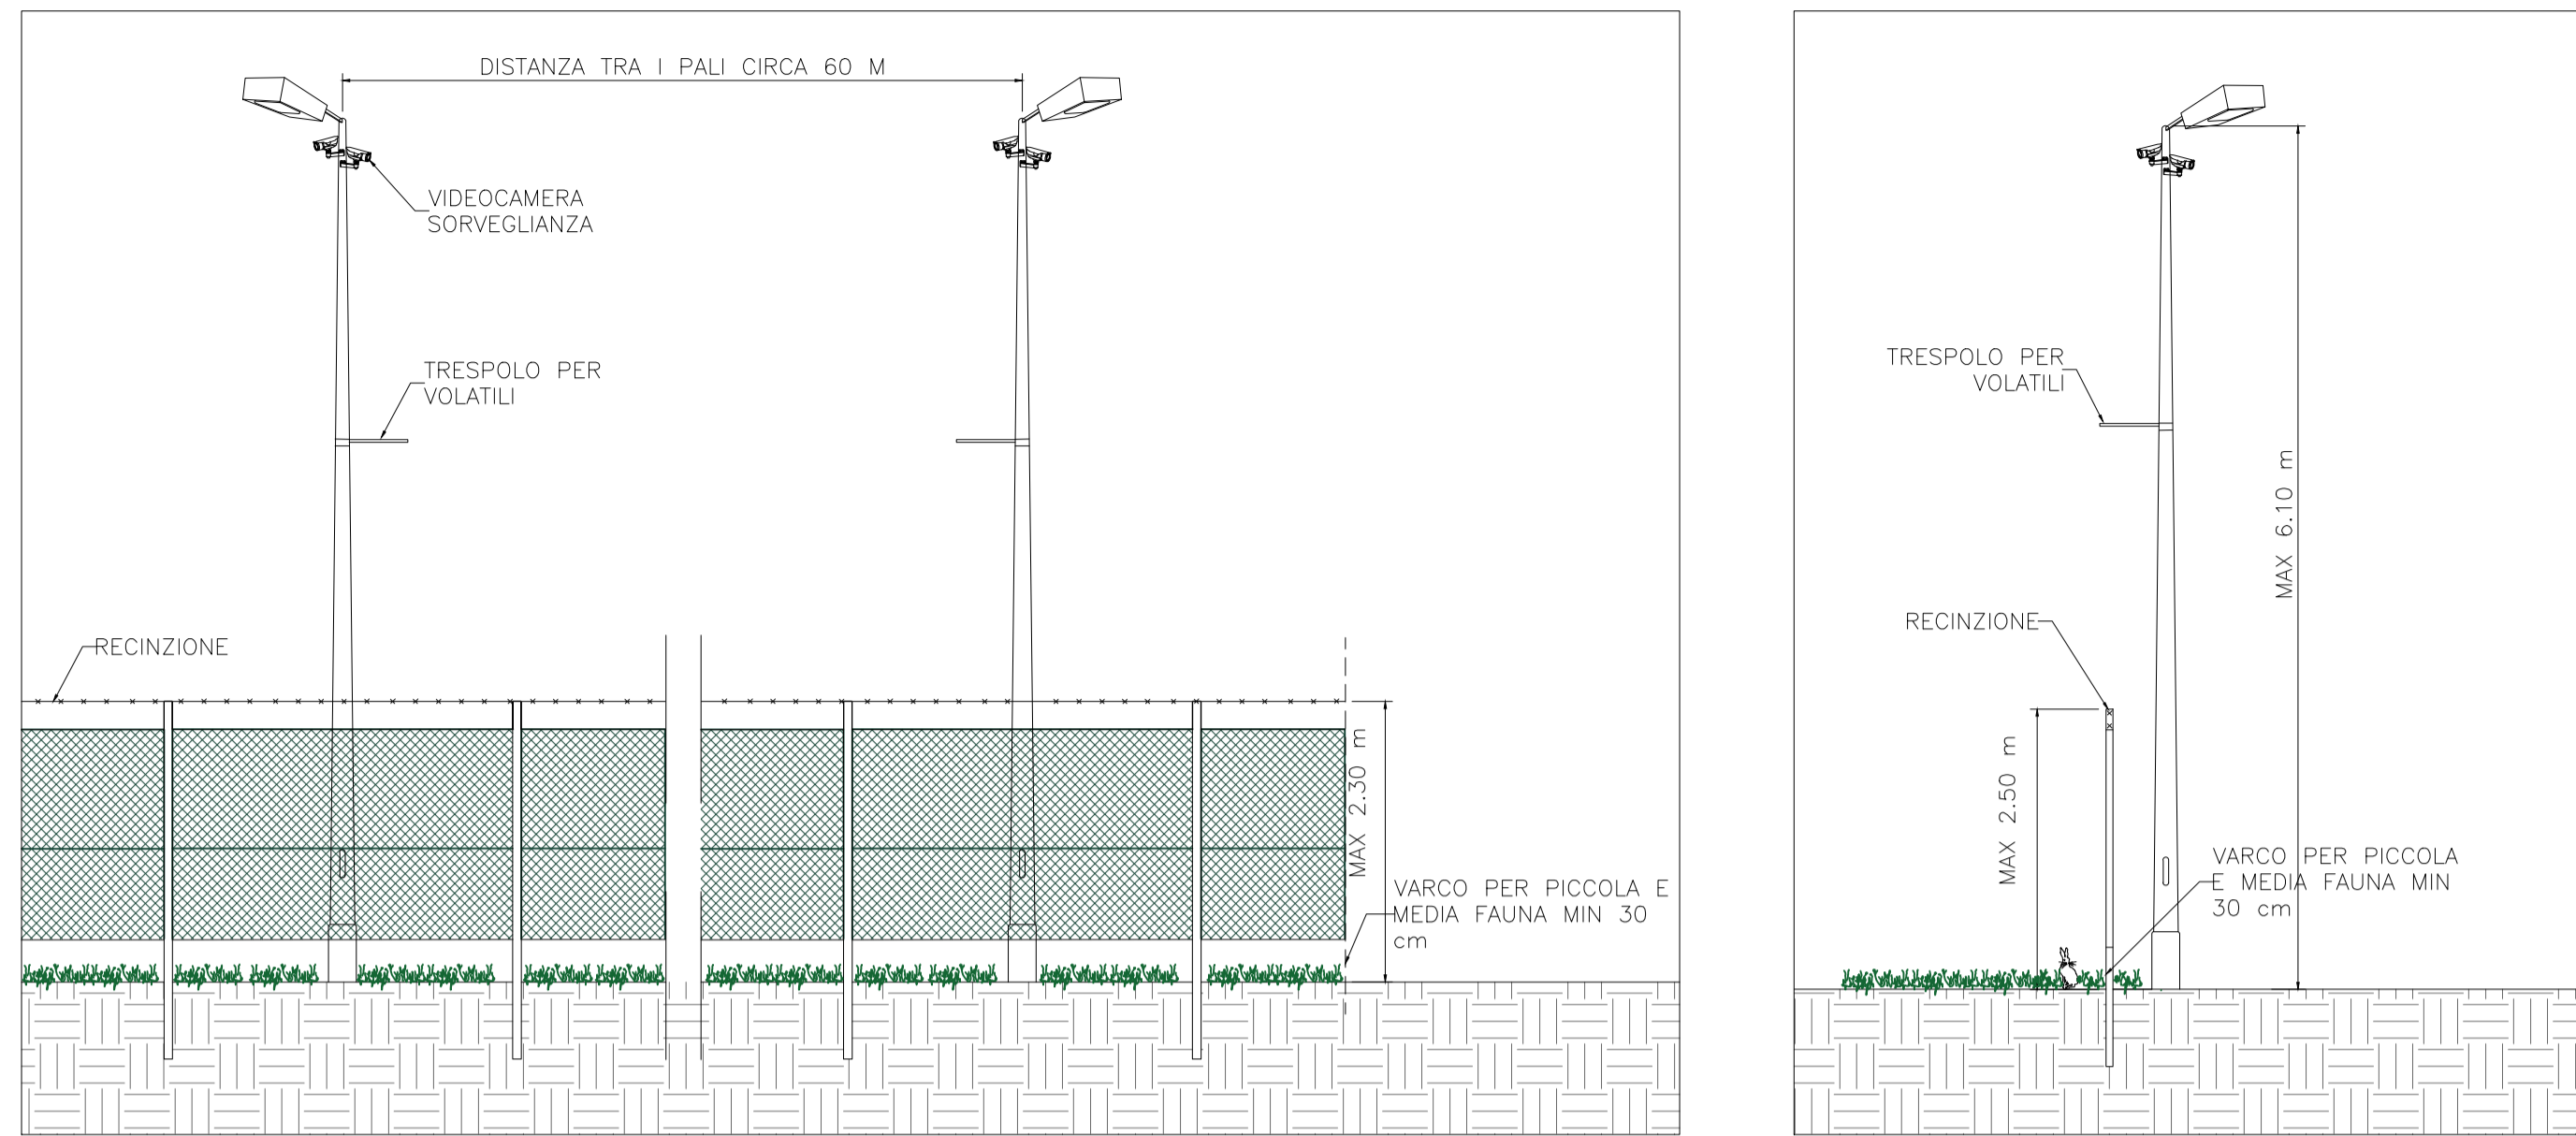 DISTANZA TRA I PALI CIRCA 60 M
VIDEOCAMERA
SORVEGLIANZA
TRESPOLO PER
VOLATILI
RECINZIONE
MAX 2.30 m
VARCO PER PICCOLA E
MEDIA FAUNA MIN 30
cm
TRESPOLO PER
VOLATILI
MAX 6.10 m
RECINZIONE
MAX 2.50 m
VARCO PER PICCOLA
E MEDIA FAUNA MIN
30 cm